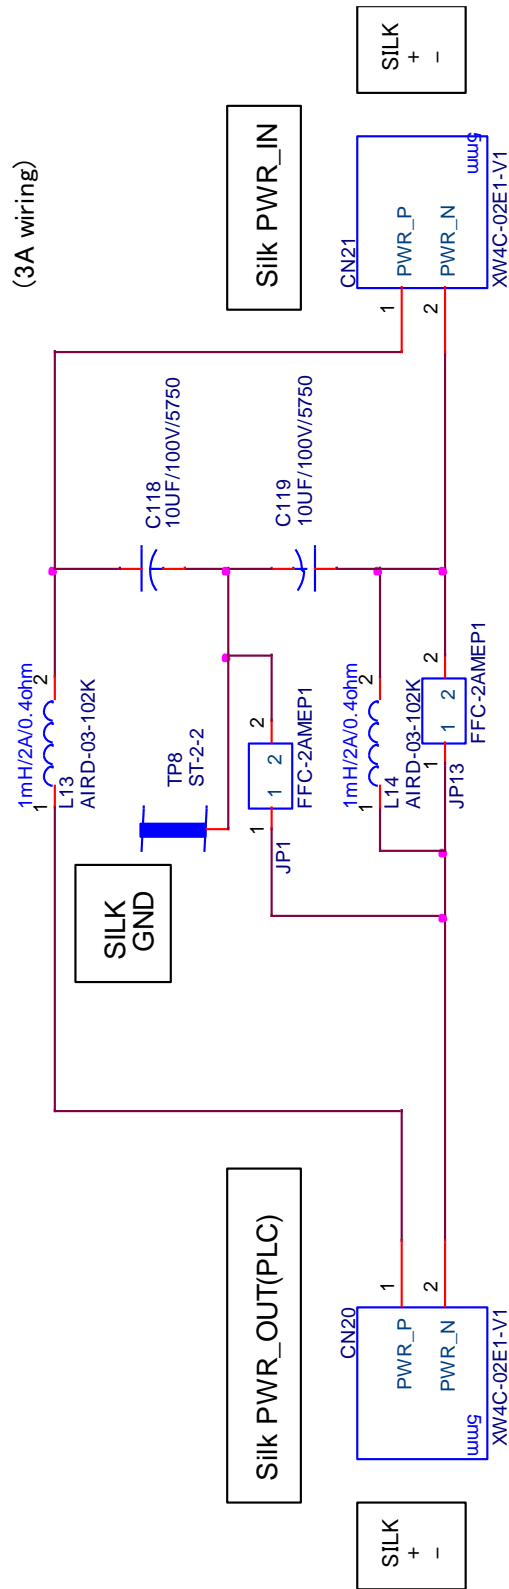 (3A wiring)
SILK
+
-
Silk PWR_IN
CN21
PWR_P
PWR_N
5mm
XW4C-02E1-V1
1
2
C118
10UF/100V/5750
C119
10UF/100V/5750
1mH/2A/0.4ohm
1
2
L13
AIRD-03-102K
TP8
ST-2-2
SILK
GND
1
2
1
2
JP1
FFC-2AMEP1
1mH/2A/0.4ohm
1
2
L14
AIRD-03-102K
1
2
1
2
JP13
FFC-2AMEP1
Silk PWR_OUT(PLC)
CN20
PWR_P
PWR_N
5mm
XW4C-02E1-V1
1
2
SILK
+
-